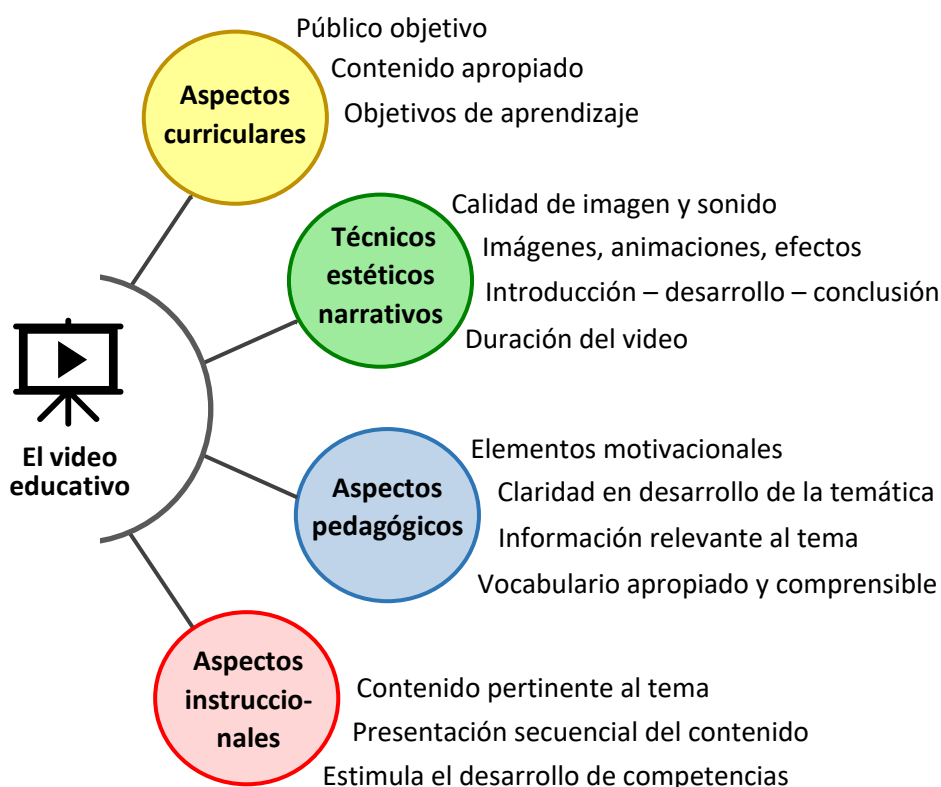 Público objetivo
Contenido apropiado
Aspectos
curriculares
Objetivos de aprendizaje
Calidad de imagen y sonido
Técnicos
estéticos
narrativos
Imágenes, animaciones, efectos
Introducción – desarrollo – conclusión
Duración del video
El video
educativo
Elementos motivacionales
Aspectos
pedagógicos
Claridad en desarrollo de la temática
Información relevante al tema
Vocabulario apropiado y comprensible
Aspectos
instruccio-
nales
Contenido pertinente al tema
Presentación secuencial del contenido
Estimula el desarrollo de competencias